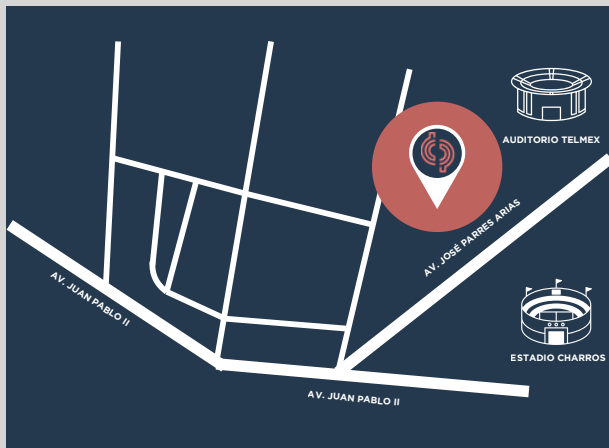 AUDITORIO TELMEX
AV. JOSÉ PARRES ARIAS
AV. JUAN PABLO II
ESTADIO CHARROS
AV. JUAN PABLO II